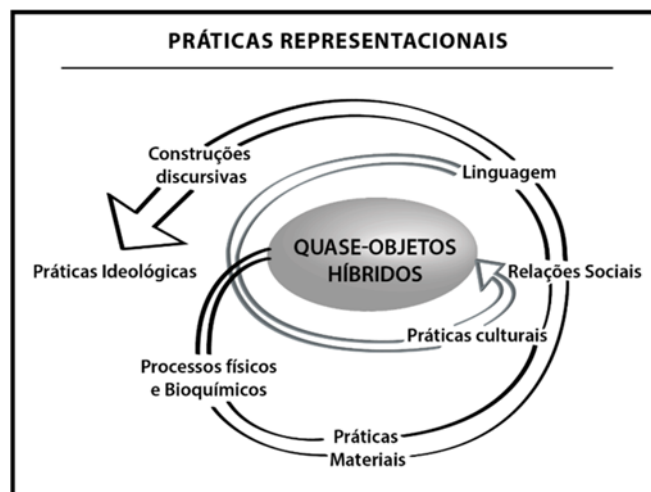 PRÁTICAS REPRESENTACIONAIS
Construções
discursivas
Linguagem
QUASE-OBJETOS
HÍBRIDOS
Práticas Ideológicas
Relações Sociais
Práticas culturais
Processos físicos
e Bioquímicos
Práticas
Materiais